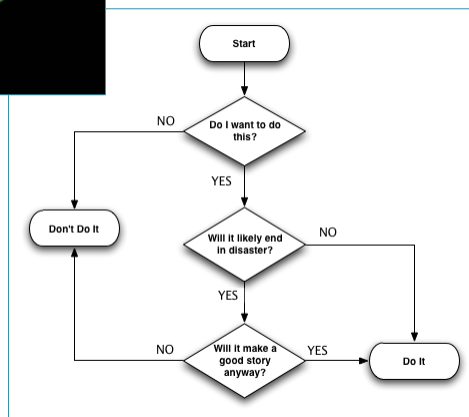 Start
NO
Do I want to do
this?
YES
Don't Do It
Will it likely end
in disaster?
NO
YES
NO
Will it make a
good story
anyway?
YES
Do It